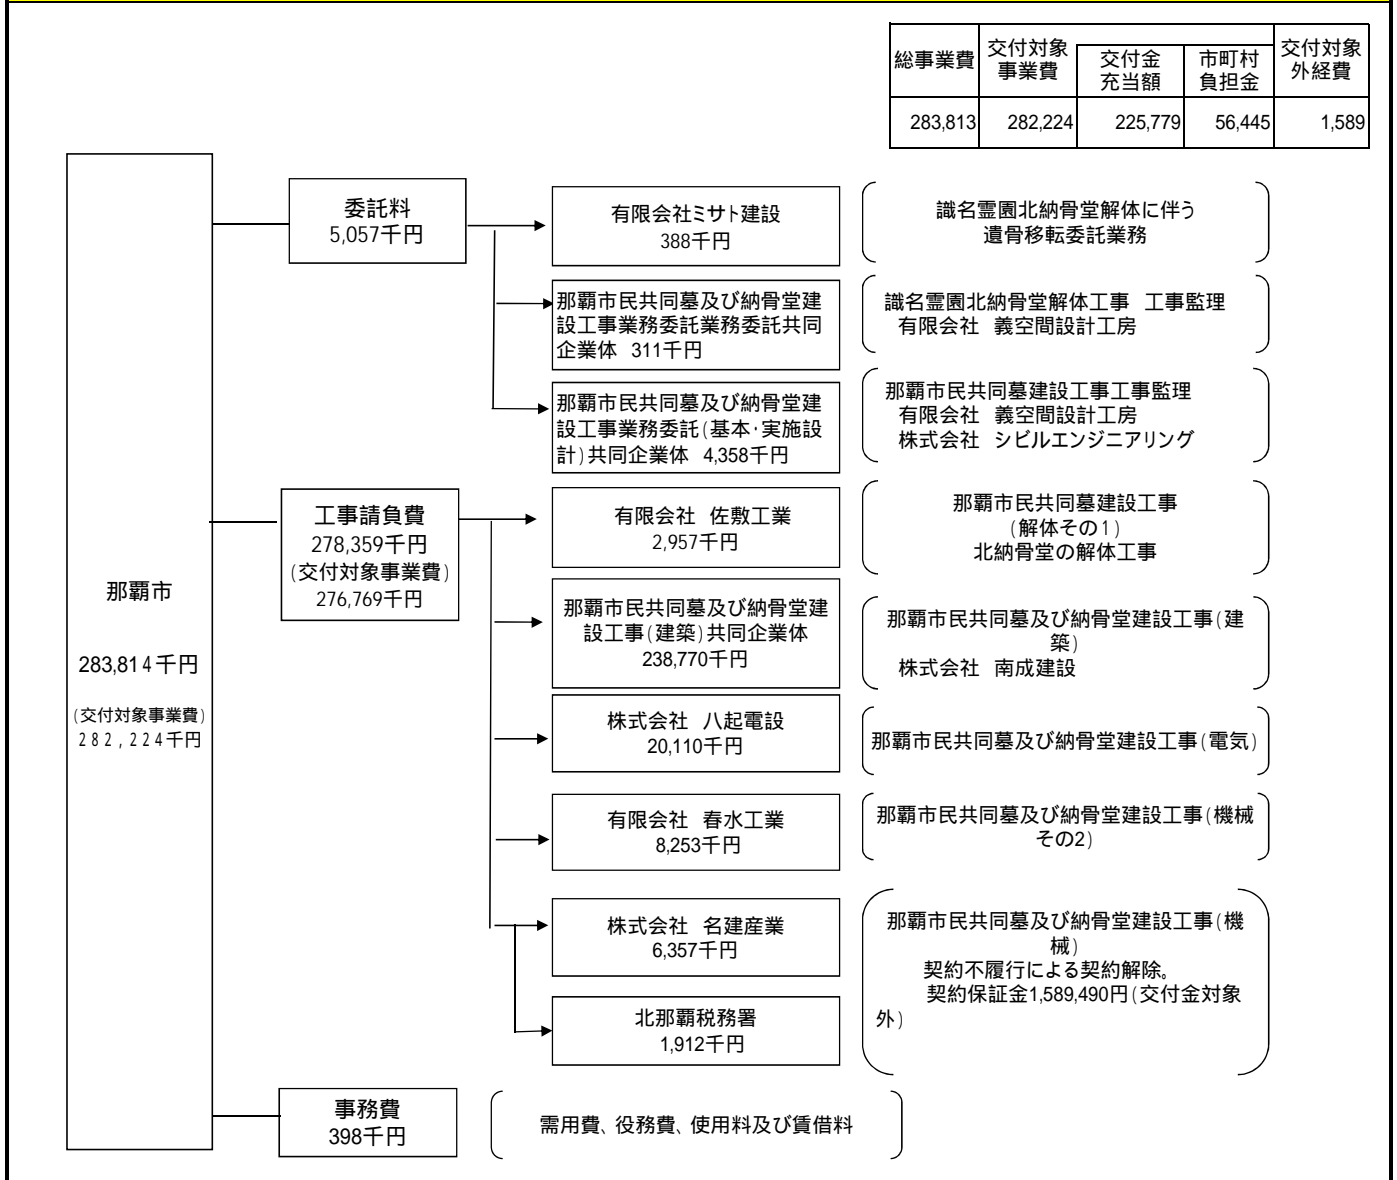 総事業費
交付対象
事業費
交付金
充当額
市町村
負担金
交付対象
外経費
283,813
282,224
225,779
56,445
1,589
那覇市
283,814千円
(交付対象事業費)
282,224千円
委託料
5,057千円
有限会社ミサト建設
388千円
識名霊園北納骨堂解体に伴う
遺骨移転委託業務
那覇市民共同墓及び納骨堂建
設工事業務委託業務委託共同
企業体 311千円
識名霊園北納骨堂解体工事 工事監理
有限会社 義空間設計工房
那覇市民共同墓及び納骨堂建
設工事業務委託(基本・実施設
計)共同企業体 4,358千円
那覇市民共同墓建設工事工事監理
有限会社 義空間設計工房
株式会社 シビルエンジニアリング
工事請負費
278,359千円
(交付対象事業費)
276,769千円
有限会社 佐敷工業
2,957千円
那覇市民共同墓建設工事
(解体その1)
北納骨堂の解体工事
那覇市民共同墓及び納骨堂建
設工事(建築)共同企業体
238,770千円
那覇市民共同墓及び納骨堂建設工事(建
築)
株式会社 南成建設
株式会社 八起電設
20,110千円
那覇市民共同墓及び納骨堂建設工事(電気)
有限会社 春水工業
8,253千円
那覇市民共同墓及び納骨堂建設工事(機械
その2)
株式会社 名建産業
6,357千円
那覇市民共同墓及び納骨堂建設工事(機
械)
契約不履行による契約解除。
契約保証金1,589,490円(交付金対象
外)
北那覇税務署
1,912千円
事務費
398千円
需用費、役務費、使用料及び賃借料